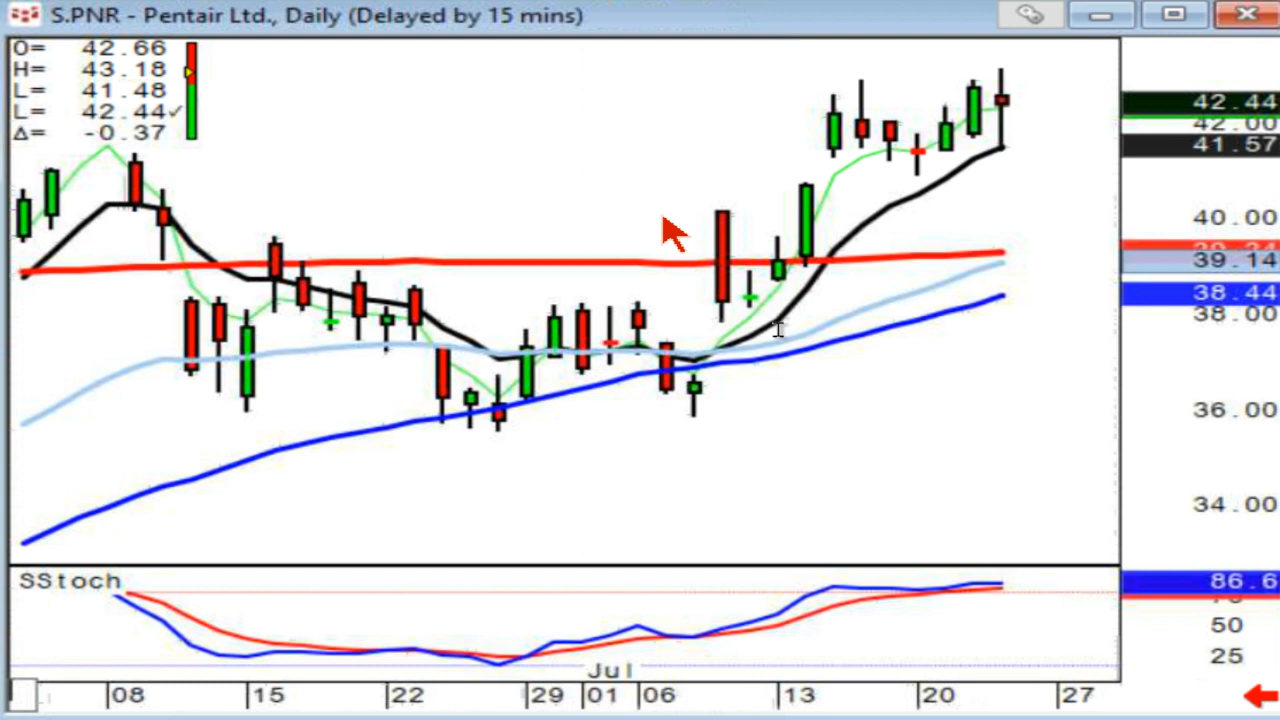 S.PNR - Pentair Ltd., Daily (Delayed by 15 mins)
O= 42.66
H= 43.18
L= 41.48
L= 42.44✓
Δ= -0.37
42.44
42.00
41.57
40.00
39.14
38.44
38.00
36.00
34.00
SStoch
86.6
50
25
Jul
08 15 22 29 01 06 13 20 27